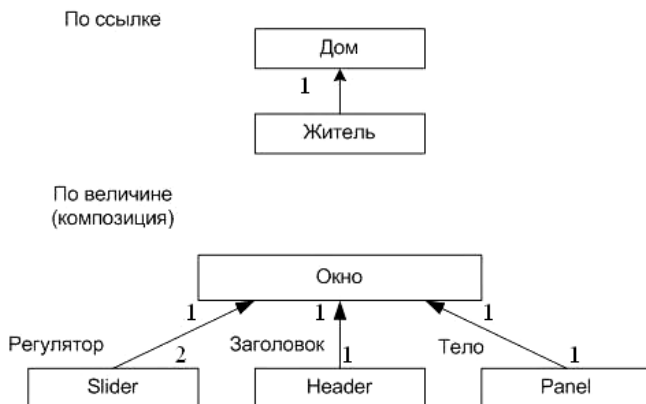 По ссылке
Дом
1
Житель
По величине
(композиция)
Окно
1 1 1
Регулятор Заголовок Тело
2 1 1
Slider Header Panel